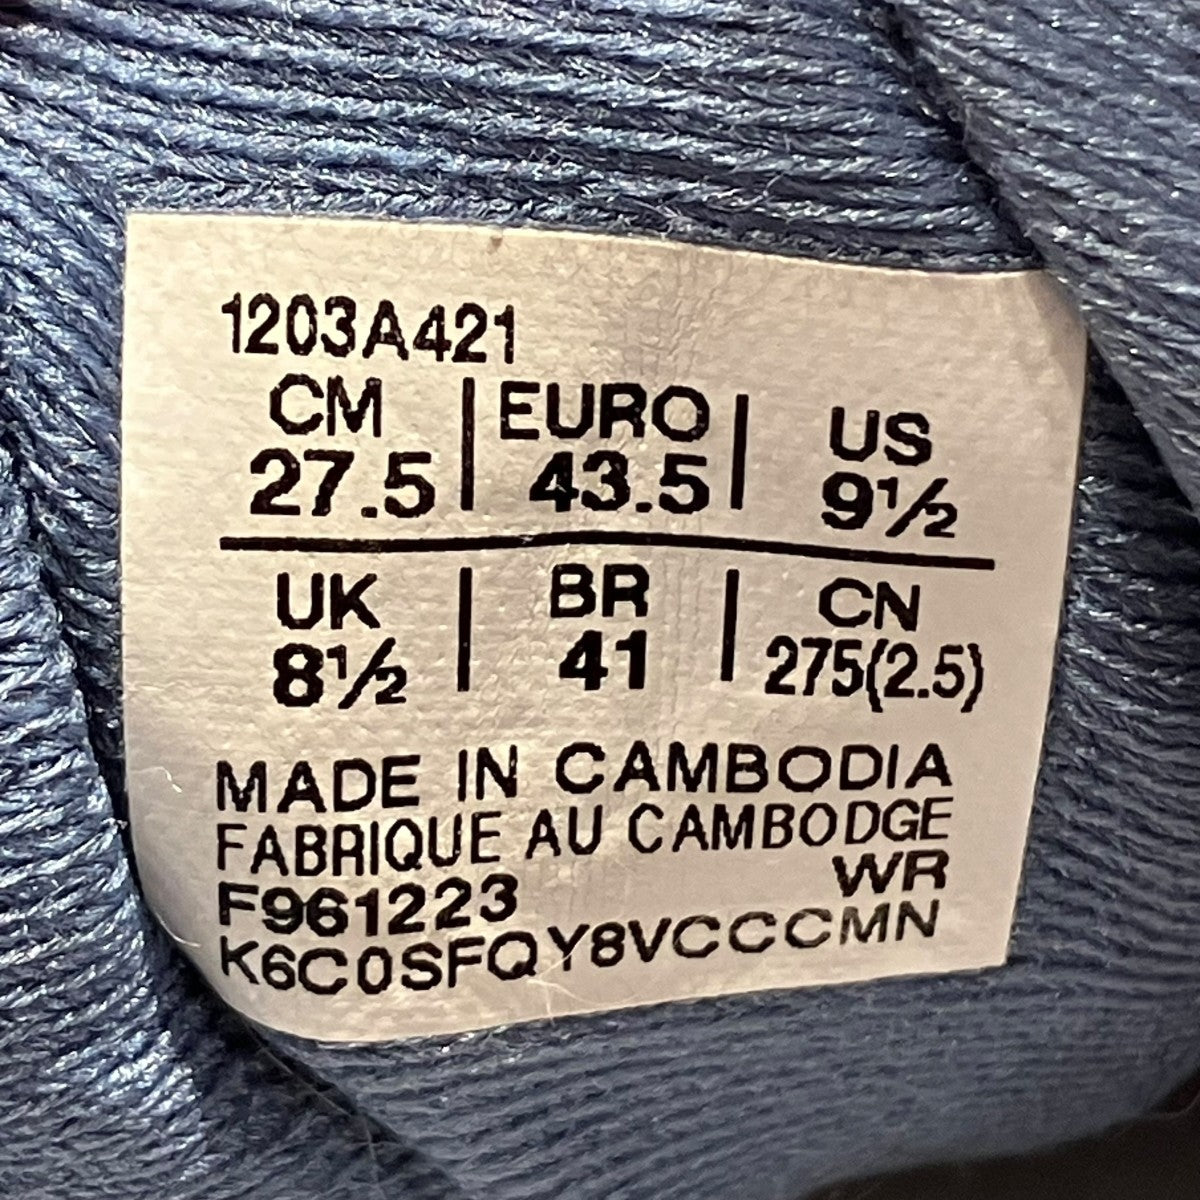 1203A421
CM | EURO | US
27.5 | 43.5 | 9½
UK | BR | CN
8½ | 41 | 275(2.5)
MADE IN CAMBODIA
FABRIQUE AU CAMBODGE
F961223 WR
K6C0SFQY8VCCCMN